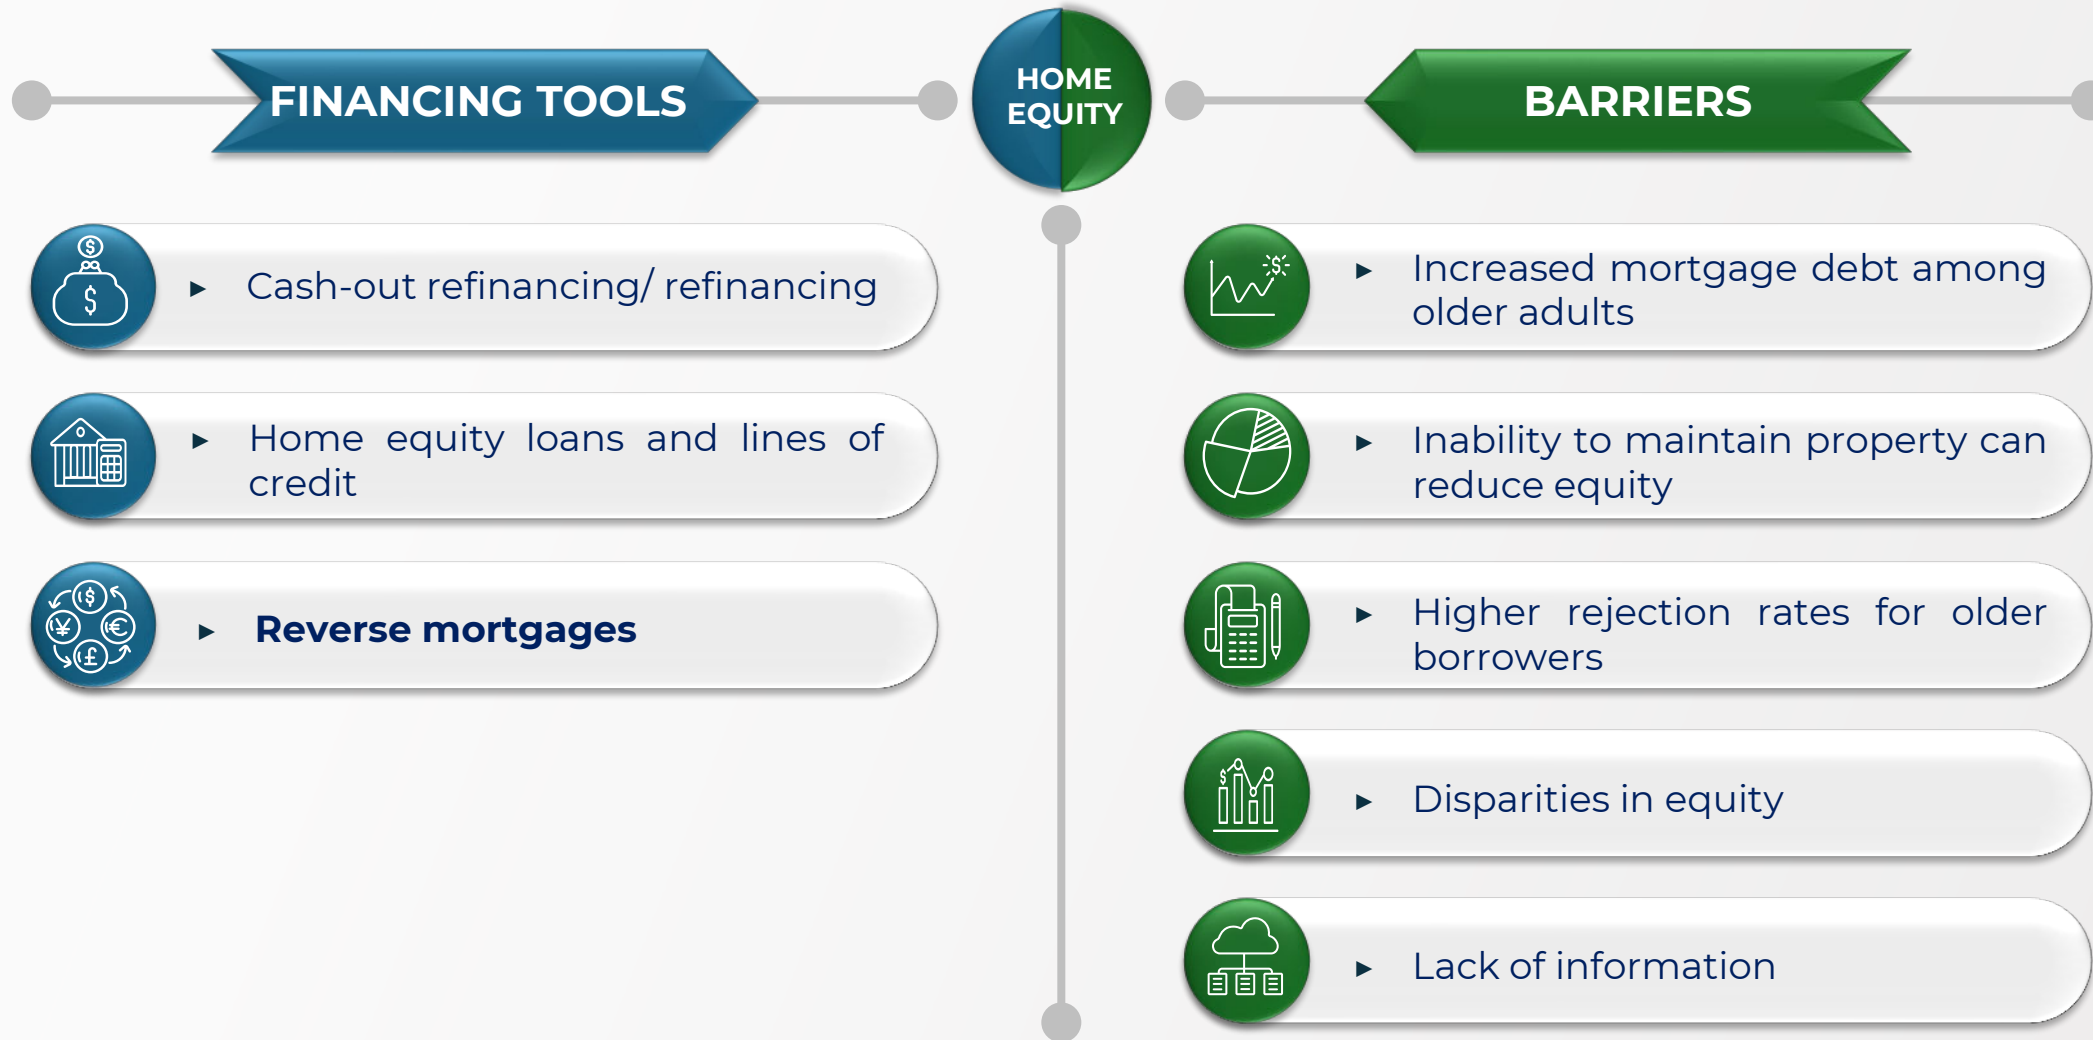 FINANCING TOOLS
HOME
EQUITY
BARRIERS
► Cash-out refinancing/ refinancing
► Home equity loans and lines of
credit
► Reverse mortgages
► Increased mortgage debt among
older adults
► Inability to maintain property can
reduce equity
► Higher rejection rates for older
borrowers
► Disparities in equity
► Lack of information